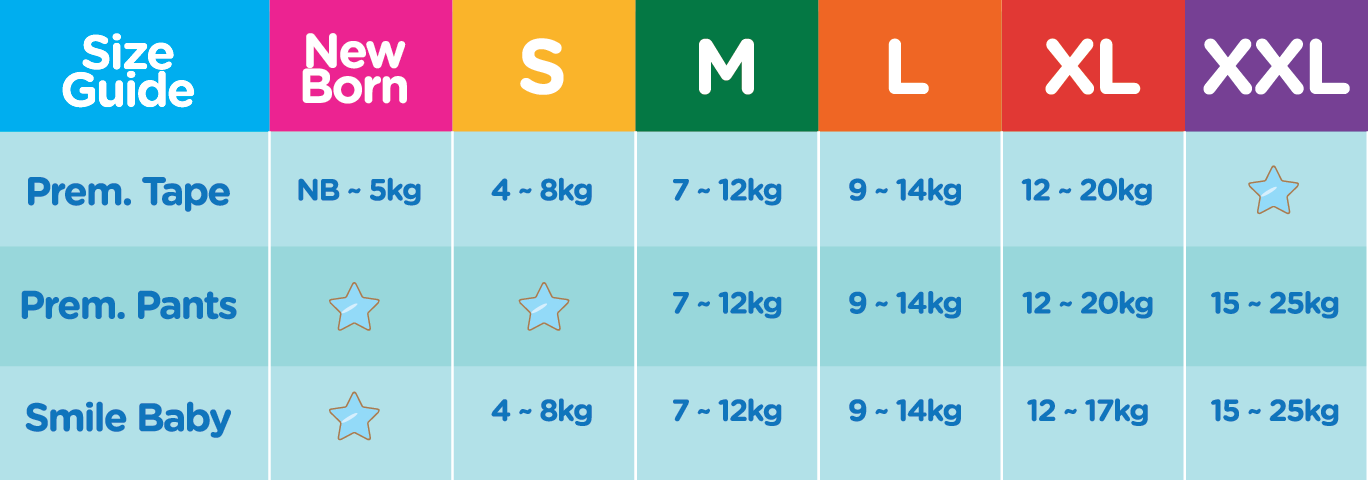 Size
Guide
New
Born
S
M
L
XL
XXL
Prem. Tape
NB ~ 5kg
4 ~ 8kg
7 ~ 12kg
9 ~ 14kg
12 ~ 20kg
Prem. Pants
7 ~ 12kg
9 ~ 14kg
12 ~ 20kg
15 ~ 25kg
Smile Baby
4 ~ 8kg
7 ~ 12kg
9 ~ 14kg
12 ~ 17kg
15 ~ 25kg